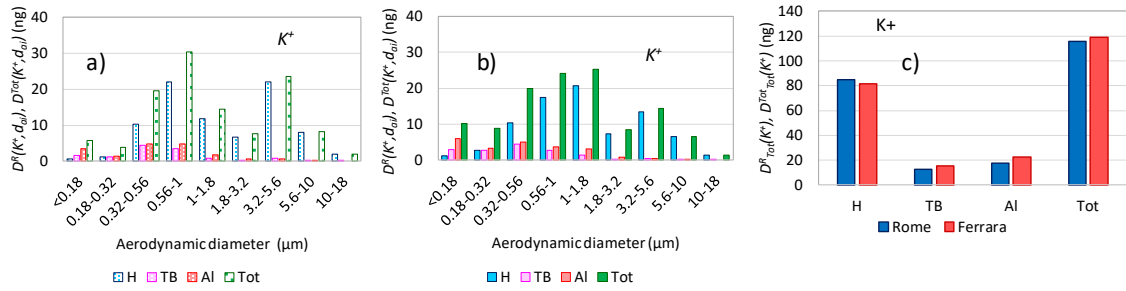 D^R(K^+,d_ai), D^Tot(K^+,d_ai) (ng)
40
30
20
10
0
a)
K^+
<0.18
0.18-0.32
0.32-0.56
0.56-1
1-1.8
1.8-3.2
3.2-5.6
5.6-10
10-18
Aerodynamic diameter (µm)
H TB Al Tot
D^R(K^+,d_ai), D^Tot(K^+,d_ai) (ng)
40
30
20
10
0
b)
K^+
<0.18
0.18-0.32
0.32-0.56
0.56-1
1-1.8
1.8-3.2
3.2-5.6
5.6-10
10-18
Aerodynamic diameter (µm)
H TB Al Tot
D^R_Tot(K^+), D^Tot_Tot(K^+) (ng)
140
120
100
80
60
40
20
0
K+
c)
H TB Al Tot
Rome Ferrara